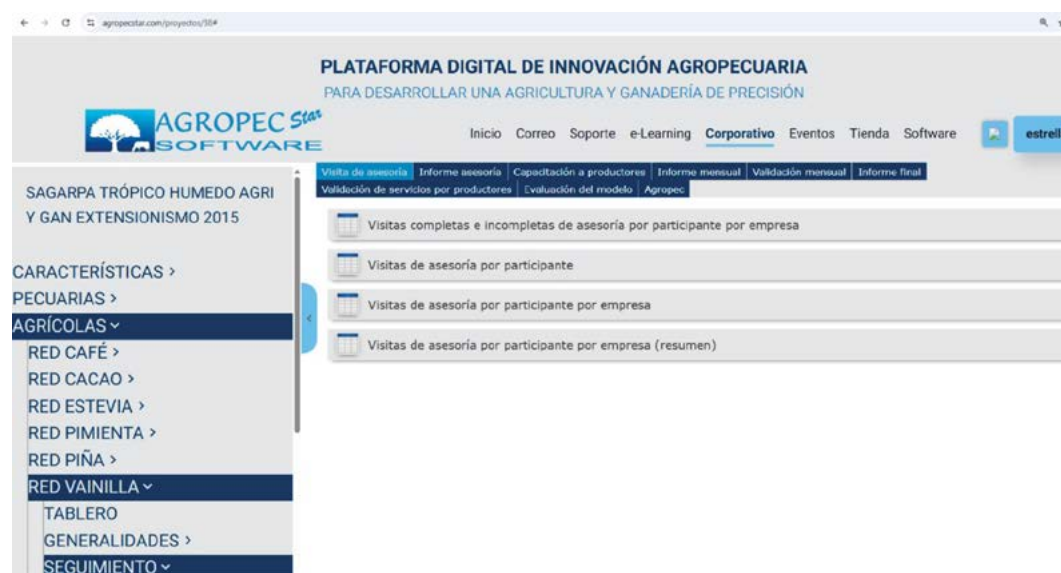 agropecstar.com/proyectos/58#
PLATAFORMA DIGITAL DE INNOVACIÓN AGROPECUARIA
PARA DESARROLLAR UNA AGRICULTURA Y GANADERÍA DE PRECISIÓN
AGROPEC Star
SOFTWARE
Inicio Correo Soporte e-Learning Corporativo Eventos Tienda Software
SAGARPA TRÓPICO HUMEDO AGRI
Y GAN EXTENSIONISMO 2015
CARACTERÍSTICAS >
PECUARIAS >
AGRÍCOLAS
RED CAFÉ >
RED CACAO >
RED ESTEVIA >
RED PIMIENTA >
RED PIÑA >
RED VAINILLA
TABLERO
GENERALIDADES >
SEGUIMIENTO
Visita de asesoría Informe asesoría Capacitación a productores Informe mensual Validación mensual Informe final
Validación de servicios por productores Evaluación del modelo Agropec
Visitas completas e incompletas de asesoría por participante por empresa
Visitas de asesoría por participante
Visitas de asesoría por participante por empresa
Visitas de asesoría por participante por empresa (resumen)